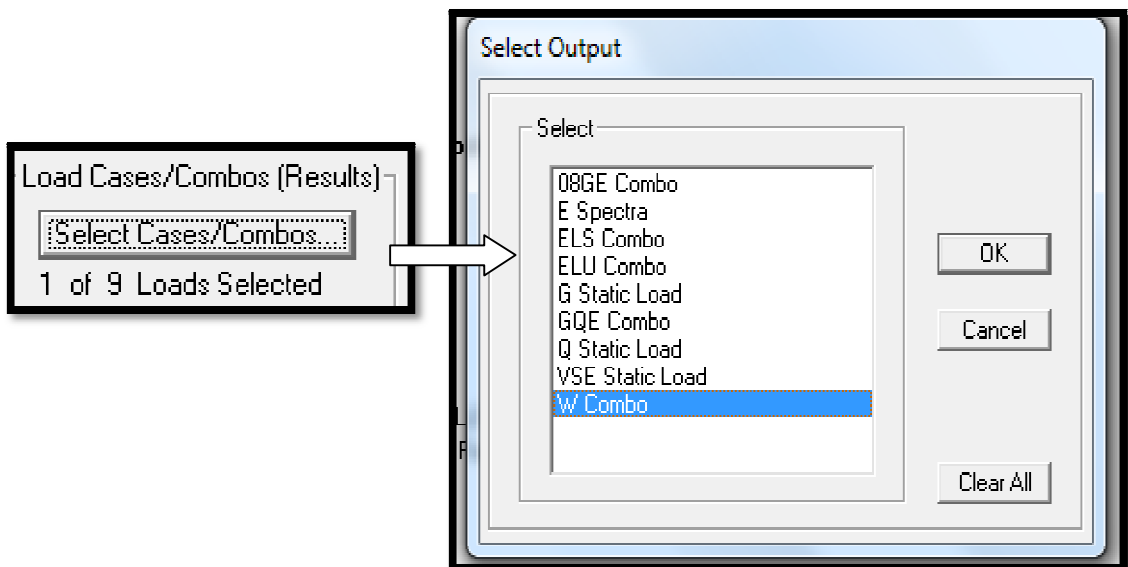 Load Cases/Combos (Results)
Select Cases/Combos...
1 of 9 Loads Selected
Select Output
Select
08GE Combo
E Spectra
ELS Combo
ELU Combo
G Static Load
GQE Combo
Q Static Load
VSE Static Load
W Combo
OK
Cancel
Clear All